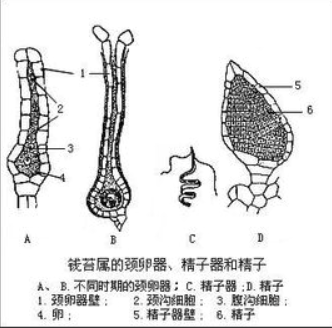 1
2
3
4
5
6
1
A
B
C
D
钱苔属的颈卵器、精子器和精子
A、B.不同时期的颈卵器;C.精子器;D.精子
1.颈卵器壁; 2.颈沟细胞; 3.腹沟细胞;
4.卵; 5.精子器壁; 6.精子